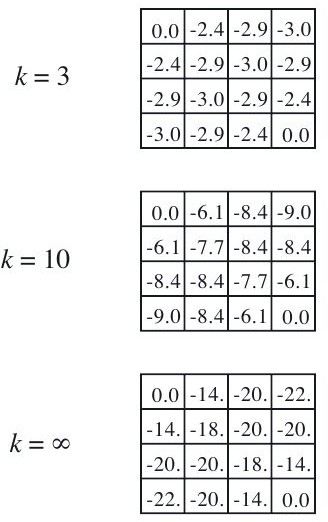 0.0 -2.4 -2.9 -3.0
-2.4 -2.9 -3.0 -2.9
k = 3
-2.9 -3.0 -2.9 -2.4
-3.0 -2.9 -2.4 0.0
0.0 -6.1 -8.4 -9.0
-6.1 -7.7 -8.4 -8.4
k = 10
-8.4 -8.4 -7.7 -6.1
-9.0 -8.4 -6.1 0.0
0.0 -14. -20. -22.
-14. -18. -20. -20.
k = ∞
-20. -20. -18. -14.
-22. -20. -14. 0.0